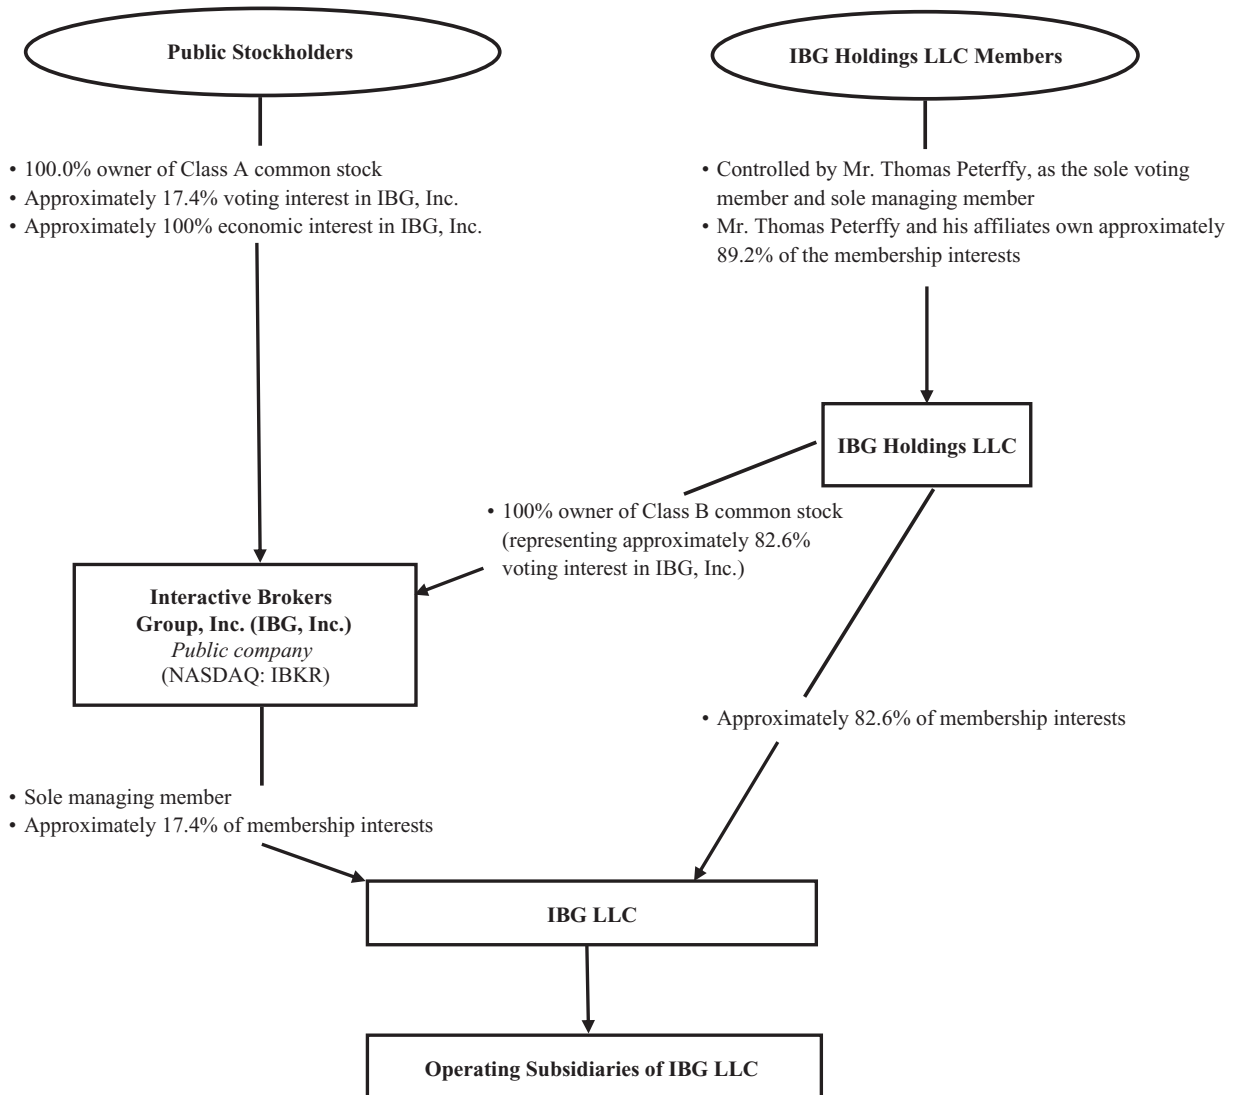 Public Stockholders
IBG Holdings LLC Members
• 100.0% owner of Class A common stock
• Approximately 17.4% voting interest in IBG, Inc.
• Approximately 100% economic interest in IBG, Inc.
• Controlled by Mr. Thomas Peterffy, as the sole voting
member and sole managing member
• Mr. Thomas Peterffy and his affiliates own approximately
89.2% of the membership interests
IBG Holdings LLC
• 100% owner of Class B common stock
(representing approximately 82.6%
voting interest in IBG, Inc.)
Interactive Brokers
Group, Inc. (IBG, Inc.)
Public company
(NASDAQ: IBKR)
• Approximately 82.6% of membership interests
• Sole managing member
• Approximately 17.4% of membership interests
IBG LLC
Operating Subsidiaries of IBG LLC